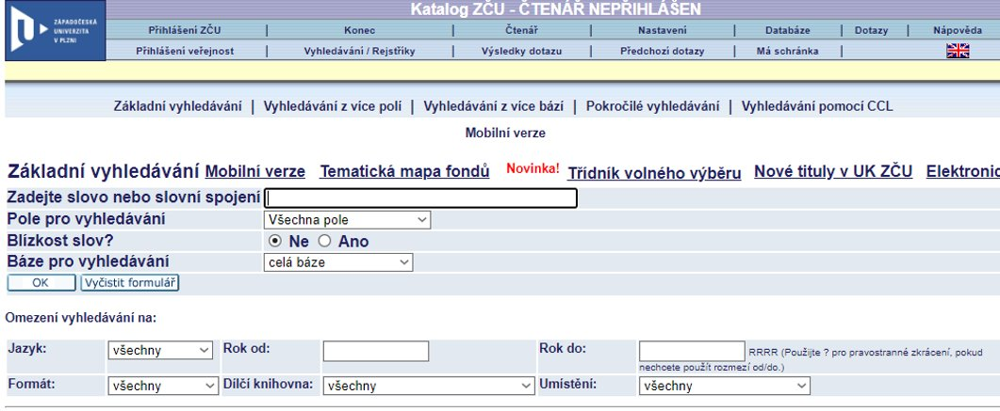 Katalog ZČU - ČTENÁŘ NEPŘIHLÁŠEN
ZÁPADOČESKÁ
UNIVERZITA
V PLZNI
Přihlášení ZČU | Konec | Čtenář | Nastavení | Databáze | Dotazy | Nápověda
Přihlášení veřejnost | Vyhledávání / Rejstříky | Výsledky dotazu | Předchozí dotazy | Má schránka |
Základní vyhledávání | Vyhledávání z více polí | Vyhledávání z více bází | Pokročilé vyhledávání | Vyhledávání pomocí CCL
Mobilní verze
Základní vyhledávání Mobilní verze Tematická mapa fondů Novinka! Třídník volného výběru Nové tituly v UK ZČU Elektronic
Zadejte slovo nebo slovní spojení
Pole pro vyhledávání Všechna pole
Blízkost slov? Ne Ano
Báze pro vyhledávání celá báze
OK Vyčistit formulář
Omezení vyhledávání na:
Jazyk: všechny Rok od: Rok do: RRRR (Použijte ? pro pravostranné zkrácení, pokud
nechcete použít rozmezí od/do.)
Formát: všechny Dílčí knihovna: všechny Umístění: všechny